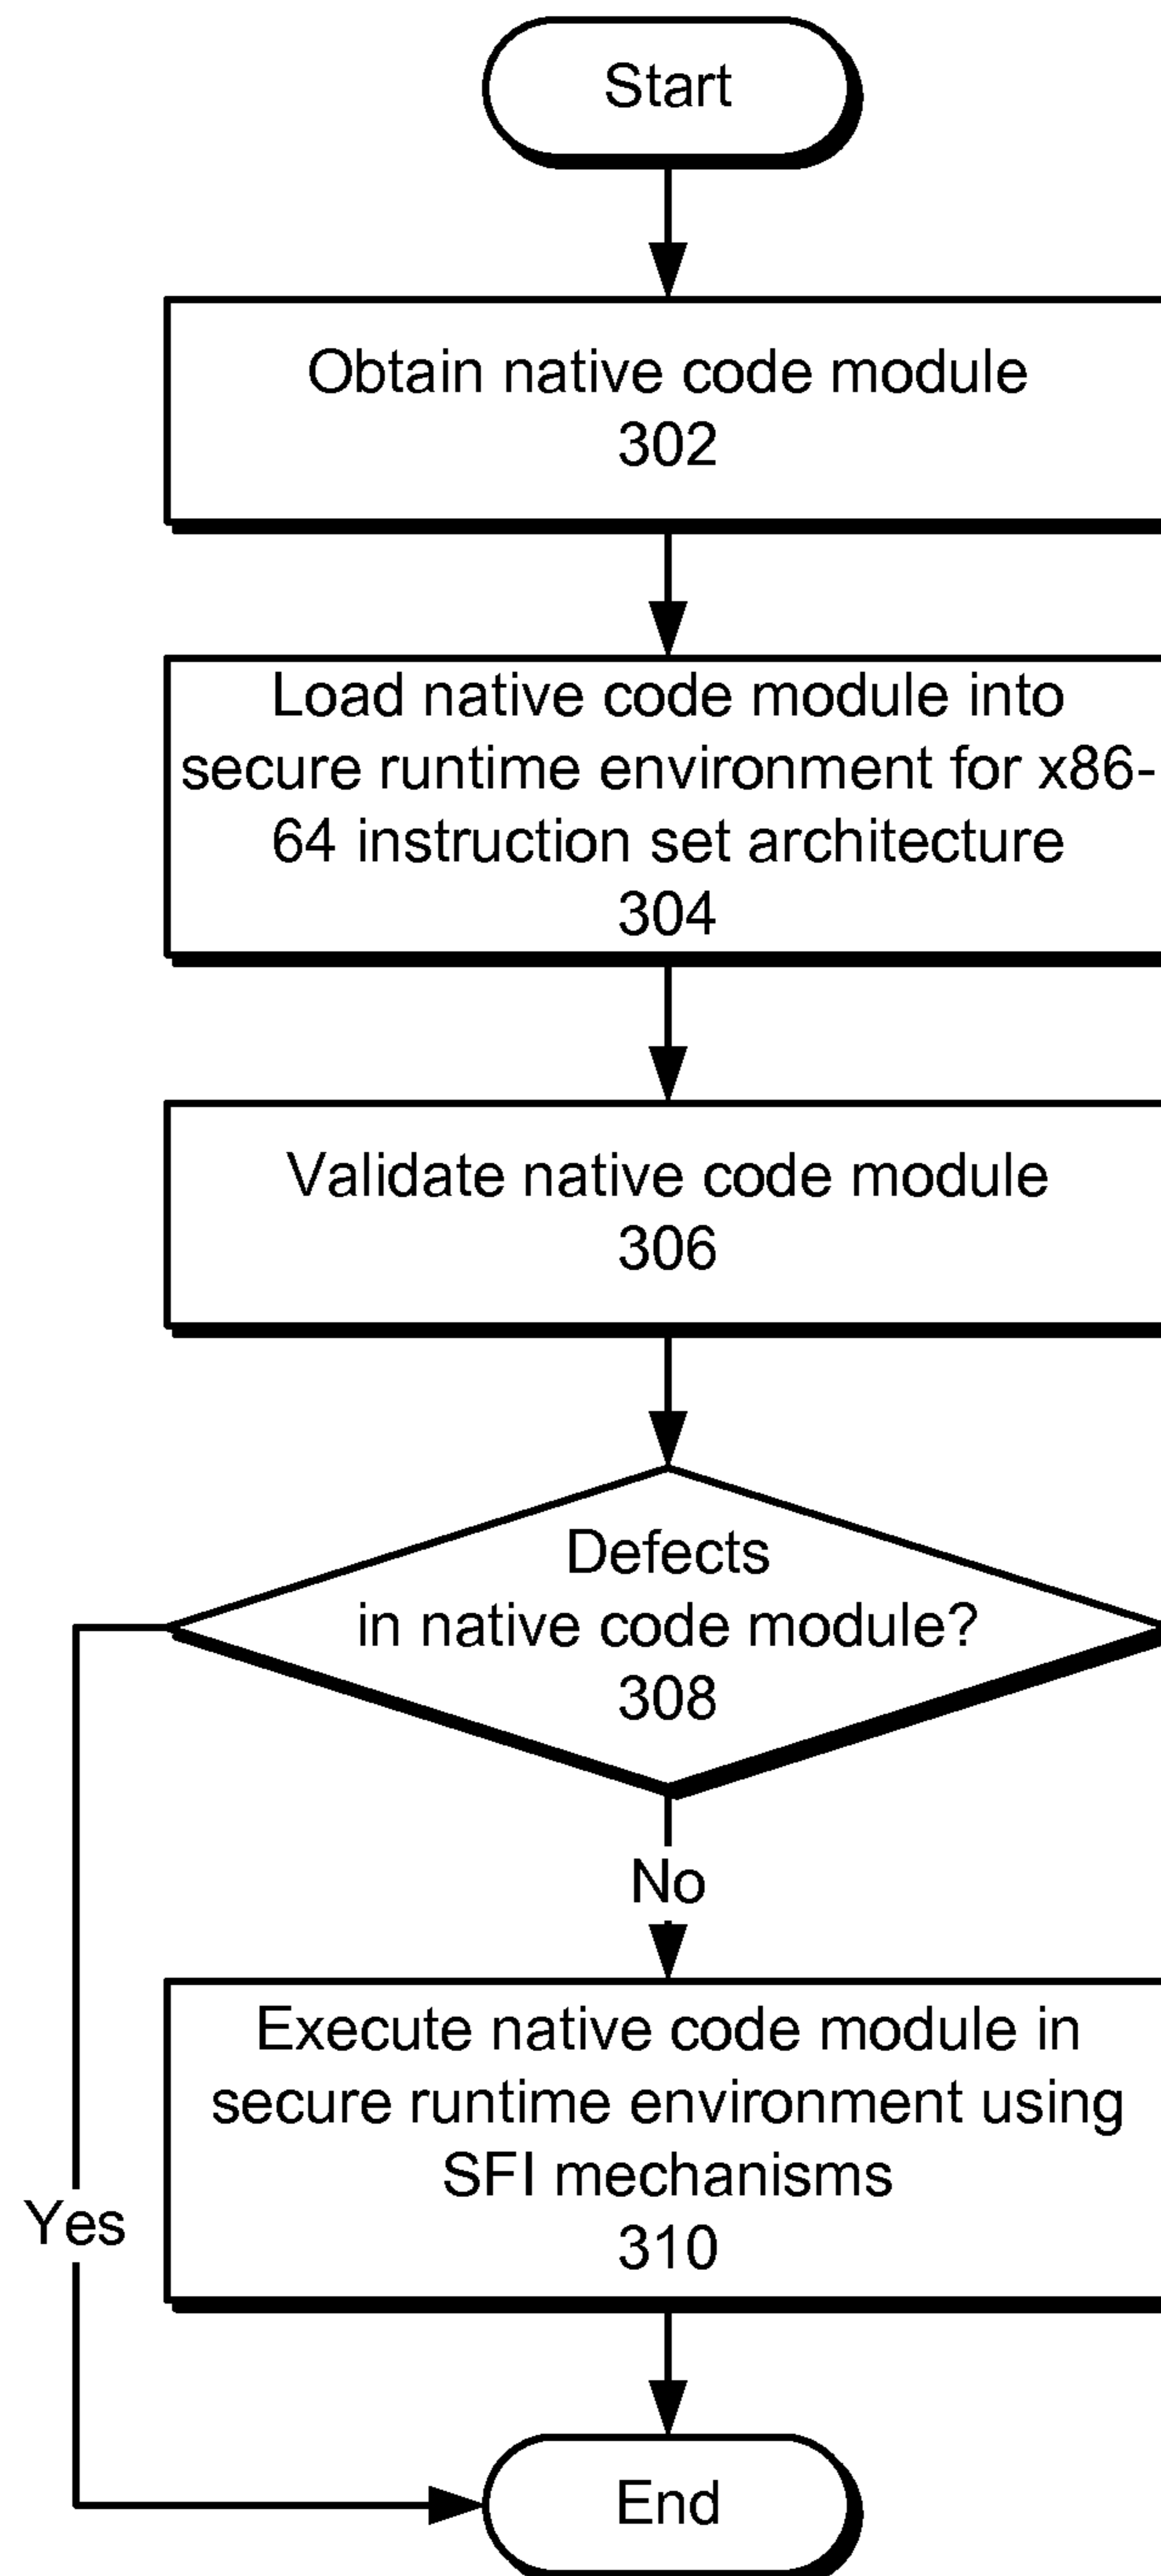 Start
Obtain native code module
302
Load native code module into
secure runtime environment for x86-
64 instruction set architecture
304
Validate native code module
306
Defects
in native code module?
308
No
Execute native code module in
secure runtime environment using
SFI mechanisms
310
Yes
End